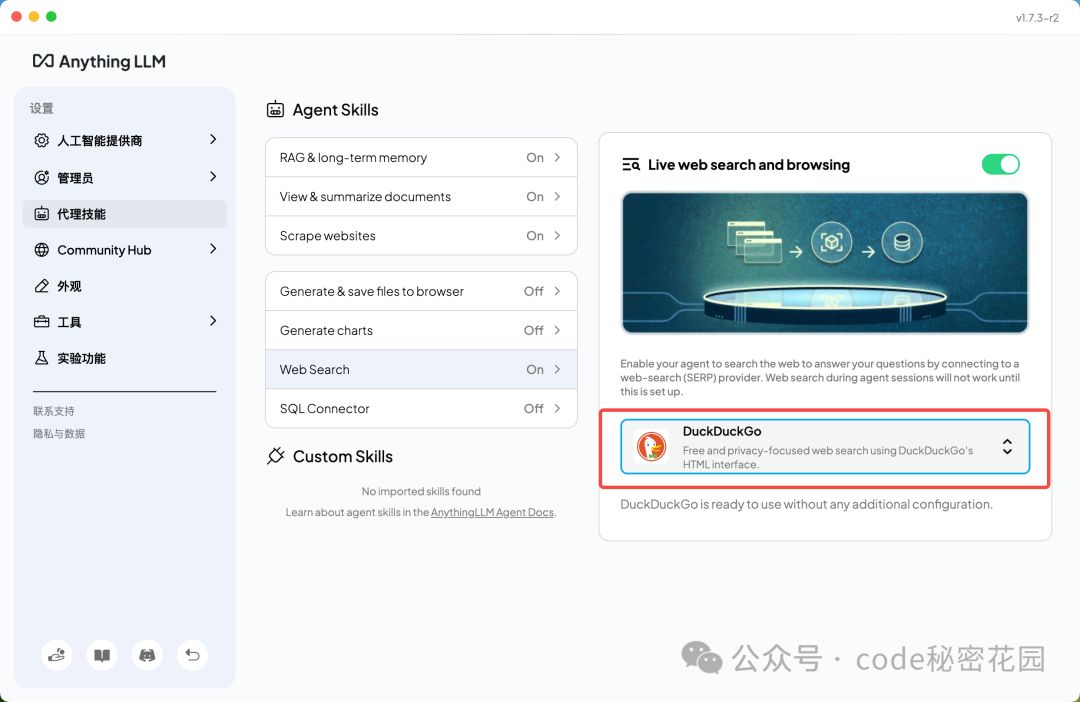 v1.7.3-r2
Anything LLM
设置
人工智能提供商
管理员
代理技能
Community Hub
外观
工具
实验功能
联系支持
隐私与数据
Agent Skills
RAG & long-term memory On
View & summarize documents On
Scrape websites On
Generate & save files to browser Off
Generate charts Off
Web Search On
SQL Connector Off
Custom Skills
No imported skills found
Learn about agent skills in the AnythingLLM Agent Docs.
Live web search and browsing
Enable your agent to search the web to answer your questions by connecting to a
web-search (SERP) provider. Web search during agent sessions will not work until
this is set up.
DuckDuckGo
Free and privacy-focused web search using DuckDuckGo's
HTML interface.
DuckDuckGo is ready to use without any additional configuration.
公众号 · code秘密花园